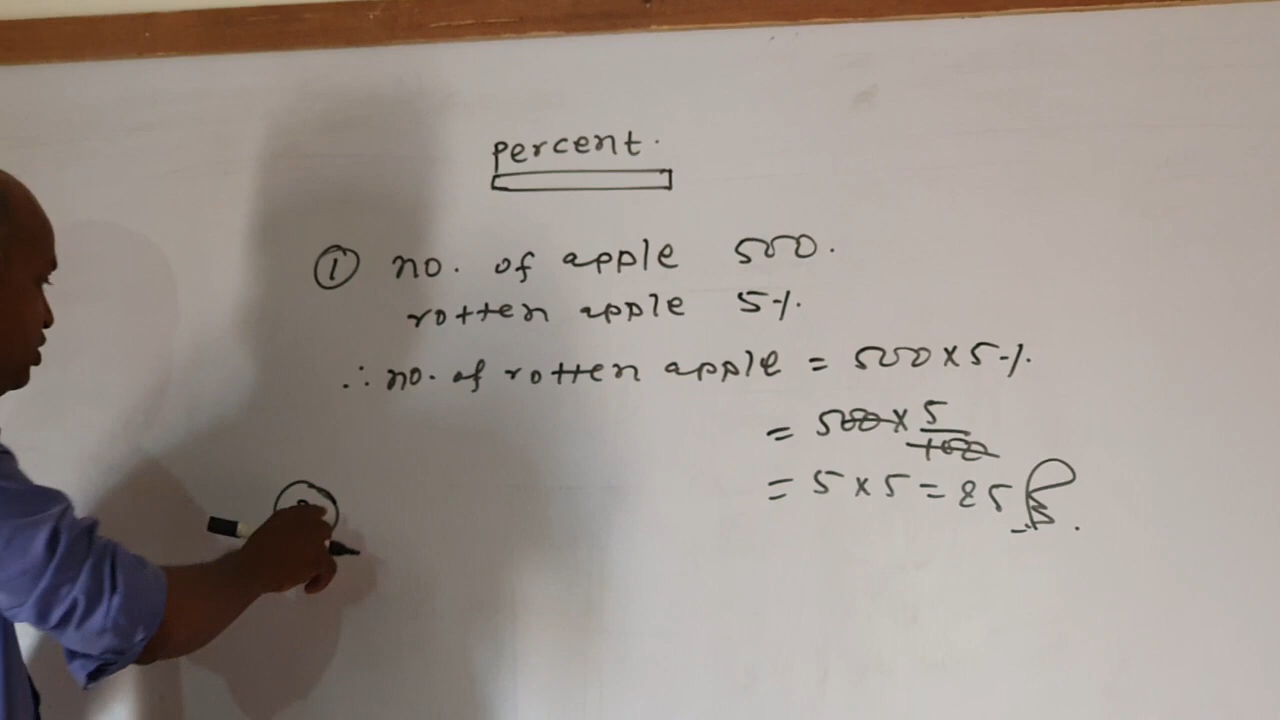 percent.
① no. of apple 500.
rotten apple 5%.
∴ no. of rotten apple = 500 × 5%.
= 500 × 5/100
= 5 × 5 = 25